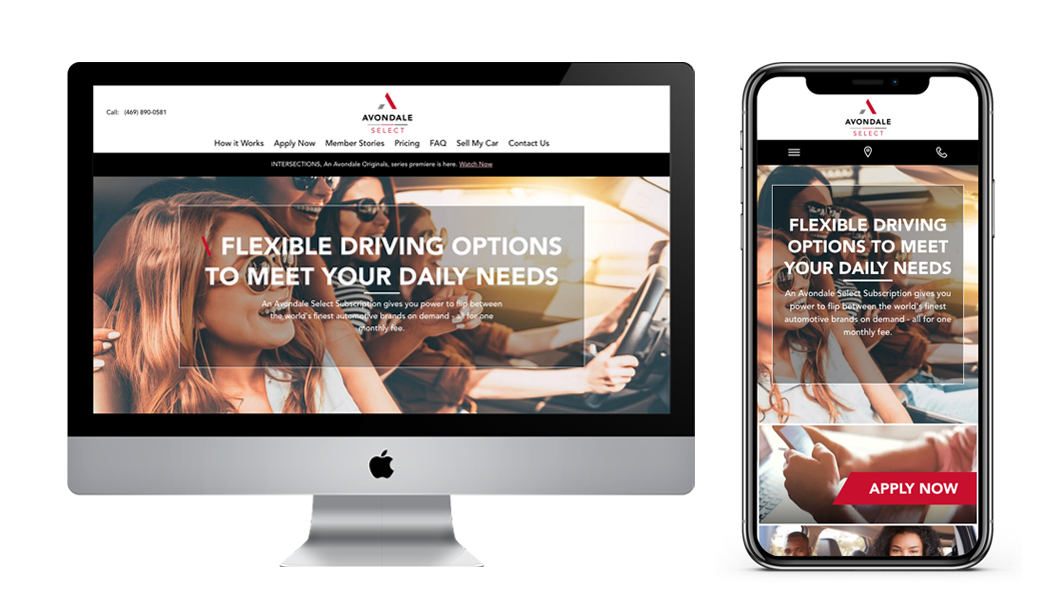 Call: (469) 890-0581
AVONDALE
SELECT
How it Works Apply Now Member Stories Pricing FAQ Sell My Car Contact Us
INTERSECTIONS, An Avondale Originals, series premiere is here. Watch Now
FLEXIBLE DRIVING OPTIONS
TO MEET YOUR DAILY NEEDS
An Avondale Select Subscription gives you power to flip between
the world's finest automotive brands on demand - all for one
monthly fee.
AVONDALE
SELECT
FLEXIBLE DRIVING
OPTIONS TO MEET
YOUR DAILY NEEDS
An Avondale Select Subscription gives you
power to flip between the world's finest
automotive brands on demand - all for one
monthly fee.
APPLY NOW